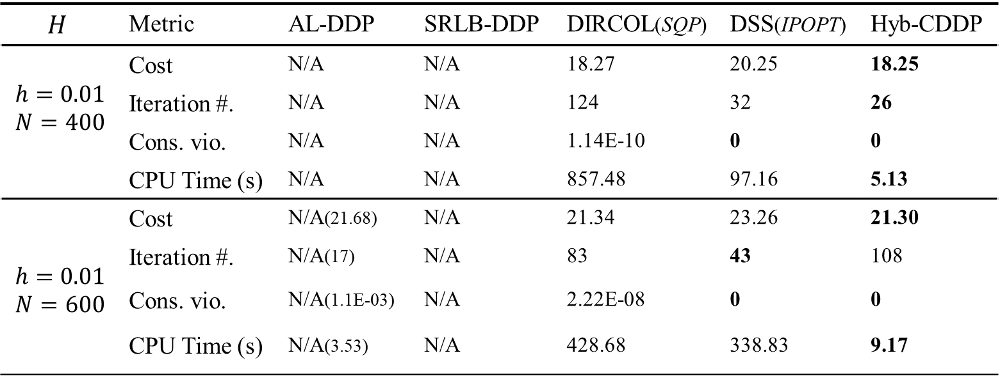 H Metric AL-DDP SRLB-DDP DIRCOL(SQP) DSS(IPOPT) Hyb-CDDP
Cost N/A N/A 18.27 20.25 18.25
h = 0.01
N = 400
Iteration #. N/A N/A 124 32 26
Cons. vio. N/A N/A 1.14E-10 0 0
CPU Time (s) N/A N/A 857.48 97.16 5.13
Cost N/A(21.68) N/A 21.34 23.26 21.30
h = 0.01
N = 600
Iteration #. N/A(17) N/A 83 43 108
Cons. vio. N/A(1.1E-03) N/A 2.22E-08 0 0
CPU Time (s) N/A(3.53) N/A 428.68 338.83 9.17